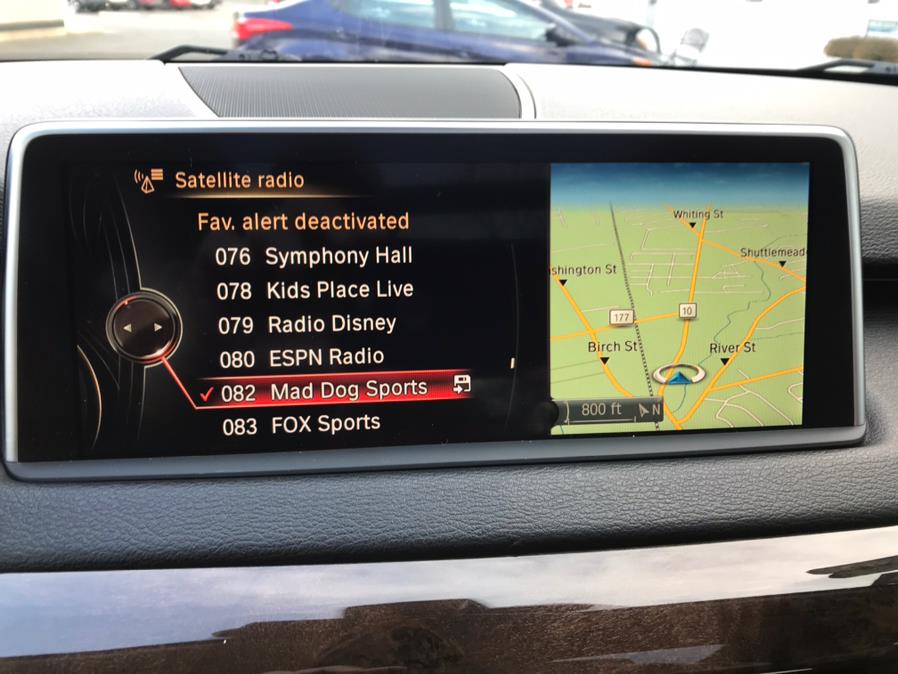 Satellite radio
Fav. alert deactivated
076 Symphony Hall
078 Kids Place Live
079 Radio Disney
080 ESPN Radio
082 Mad Dog Sports
083 FOX Sports
Whiting St
Shuttlemead
shington St
177
10
Birch St
River St
800 ft
N